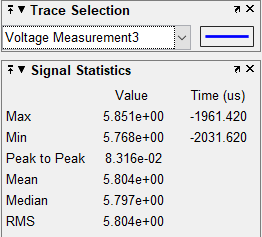 Trace Selection
Voltage Measurement3
Signal Statistics
Value Time (us)
Max 5.851e+00 -1961.420
Min 5.768e+00 -2031.620
Peak to Peak 8.316e-02
Mean 5.804e+00
Median 5.797e+00
RMS 5.804e+00